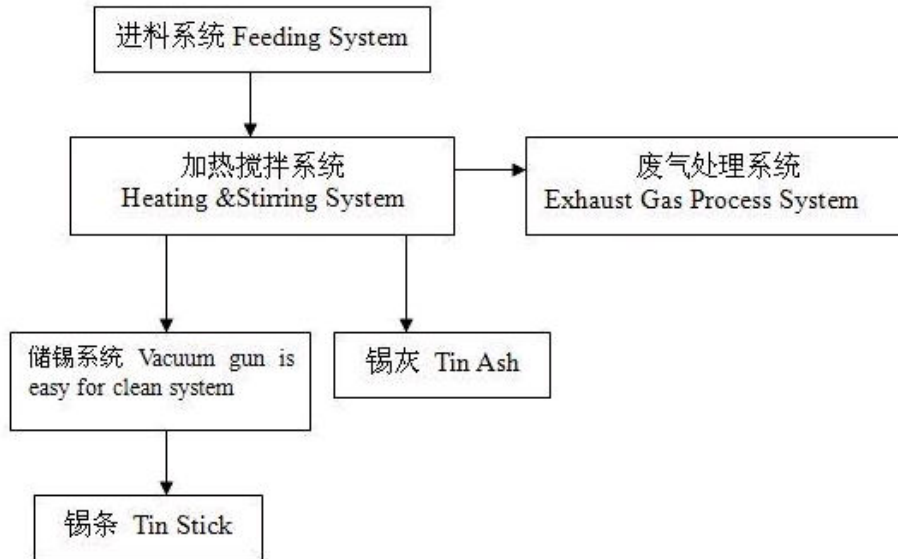 进料系统 Feeding System
加热搅拌系统
Heating &Stirring System
废气处理系统
Exhaust Gas Process System
储锡系统 Vacuum gun is
easy for clean system
锡灰 Tin Ash
锡条 Tin Stick